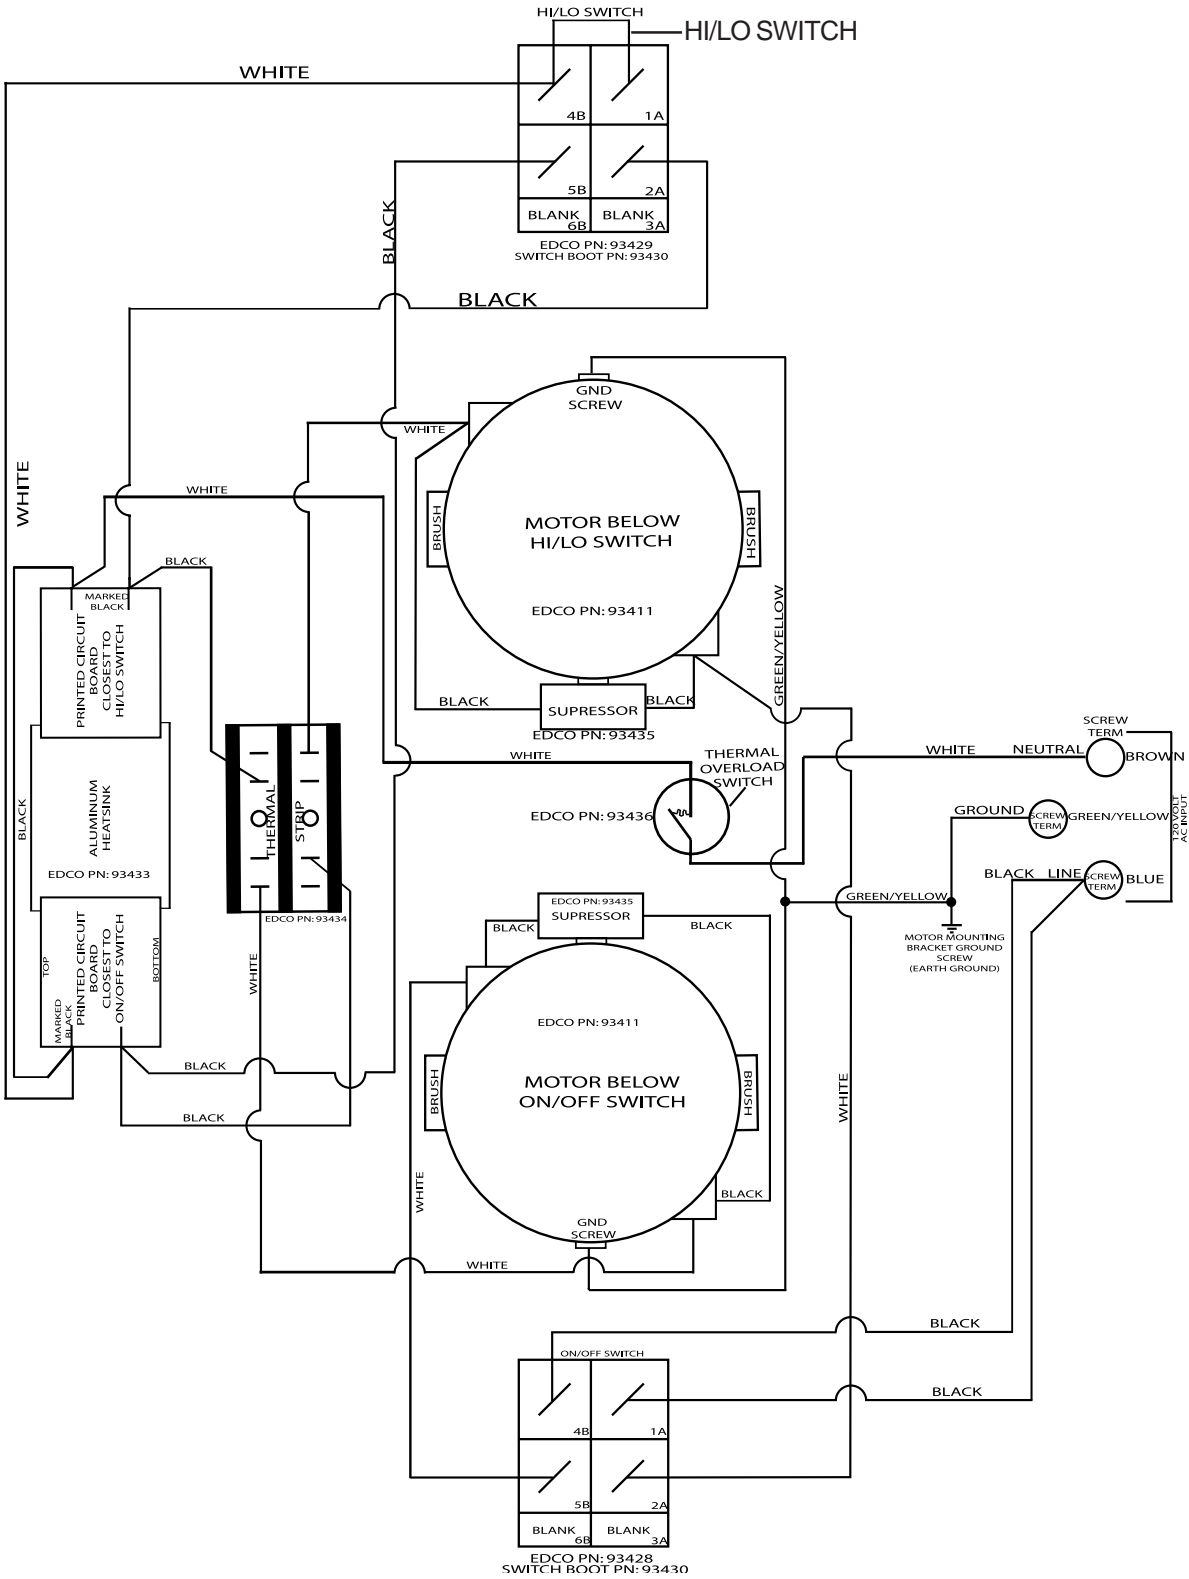 HI/LO SWITCH
HI/LO SWITCH
WHITE
4B
1A
5B
2A
BLANK
6B
BLANK
3A
EDCO PN: 93429
SWITCH BOOT PN: 93430
BLACK
BLACK
WHITE
GND
SCREW
WHITE
WHITE
BRUSH
MOTOR BELOW
HI/LO SWITCH
BRUSH
EDCO PN: 93411
BLACK
MARKED
BLACK
PRINTED CIRCUIT
BOARD
CLOSEST TO
HI/LO SWITCH
GREEN/YELLOW
BLACK
SUPRESSOR
BLACK
EDCO PN: 93435
SCREW
TERM
WHITE
NEUTRAL
BROWN
WHITE
THERMAL
OVERLOAD
SWITCH
EDCO PN: 93436
GROUND
SCREW
TERM
GREEN/YELLOW
120 VOLT
AC INPUT
BLACK
ALUMINUM
HEATSINK
EDCO PN: 93433
THERMAL
STRIP
EDCO PN: 93434
BLACK
LINE
SCREW
TERM
BLUE
GREEN/YELLOW
MOTOR MOUNTING
BRACKET GROUND
SCREW
(EARTH GROUND)
EDCO PN: 93435
SUPRESSOR
BLACK
BLACK
TOP
MARKED
BLACK
PRINTED CIRCUIT
BOARD
CLOSEST TO
ON/OFF SWITCH
BOTTOM
WHITE
EDCO PN: 93411
BLACK
BRUSH
MOTOR BELOW
ON/OFF SWITCH
BRUSH
WHITE
BLACK
WHITE
BLACK
GND
SCREW
WHITE
BLACK
ON/OFF SWITCH
BLACK
4B
1A
5B
2A
BLANK
6B
BLANK
3A
EDCO PN: 93428
SWITCH BOOT PN: 93430